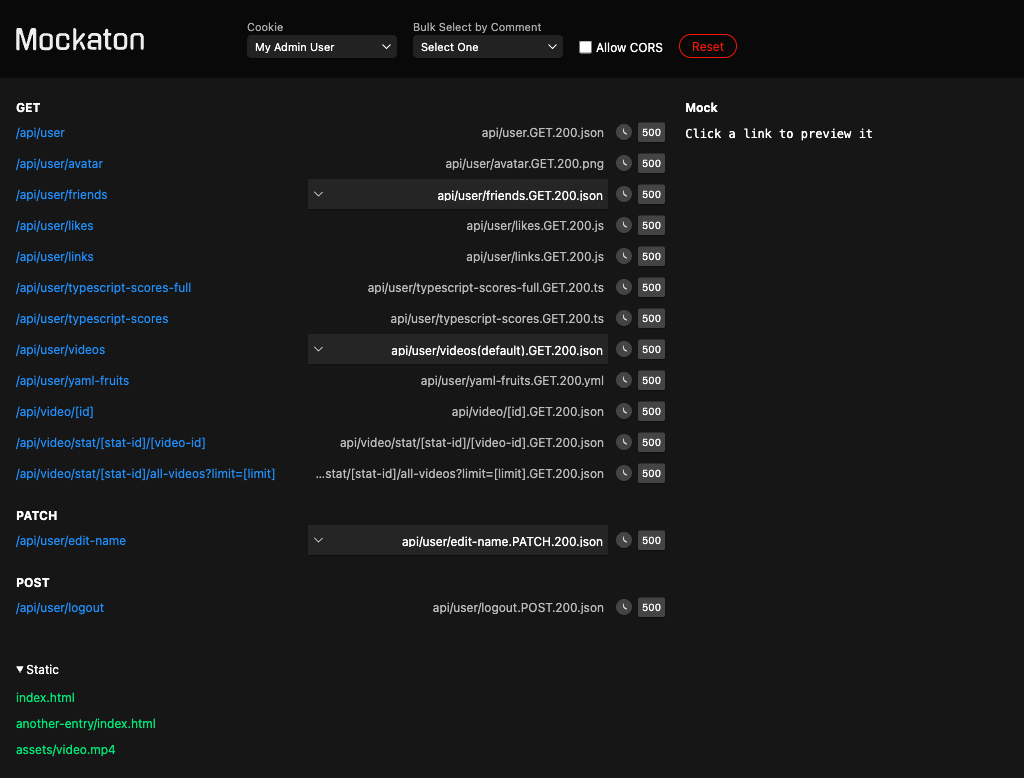 Mockaton
Cookie
My Admin User
Bulk Select by Comment
Select One
Allow CORS
Reset
GET
/api/user api/user.GET.200.json 500
/api/user/avatar api/user/avatar.GET.200.png 500
/api/user/friends api/user/friends.GET.200.json 500
/api/user/likes api/user/likes.GET.200.js 500
/api/user/links api/user/links.GET.200.js 500
/api/user/typescript-scores-full api/user/typescript-scores-full.GET.200.ts 500
/api/user/typescript-scores api/user/typescript-scores.GET.200.ts 500
/api/user/videos api/user/videos(default).GET.200.json 500
/api/user/yaml-fruits api/user/yaml-fruits.GET.200.yml 500
/api/video/[id] api/video/[id].GET.200.json 500
/api/video/stat/[stat-id]/[video-id] api/video/stat/[stat-id]/[video-id].GET.200.json 500
/api/video/stat/[stat-id]/all-videos?limit=[limit] ...stat/[stat-id]/all-videos?limit=[limit].GET.200.json 500
PATCH
/api/user/edit-name api/user/edit-name.PATCH.200.json 500
POST
/api/user/logout api/user/logout.POST.200.json 500
Static
index.html
another-entry/index.html
assets/video.mp4
Mock
Click a link to preview it